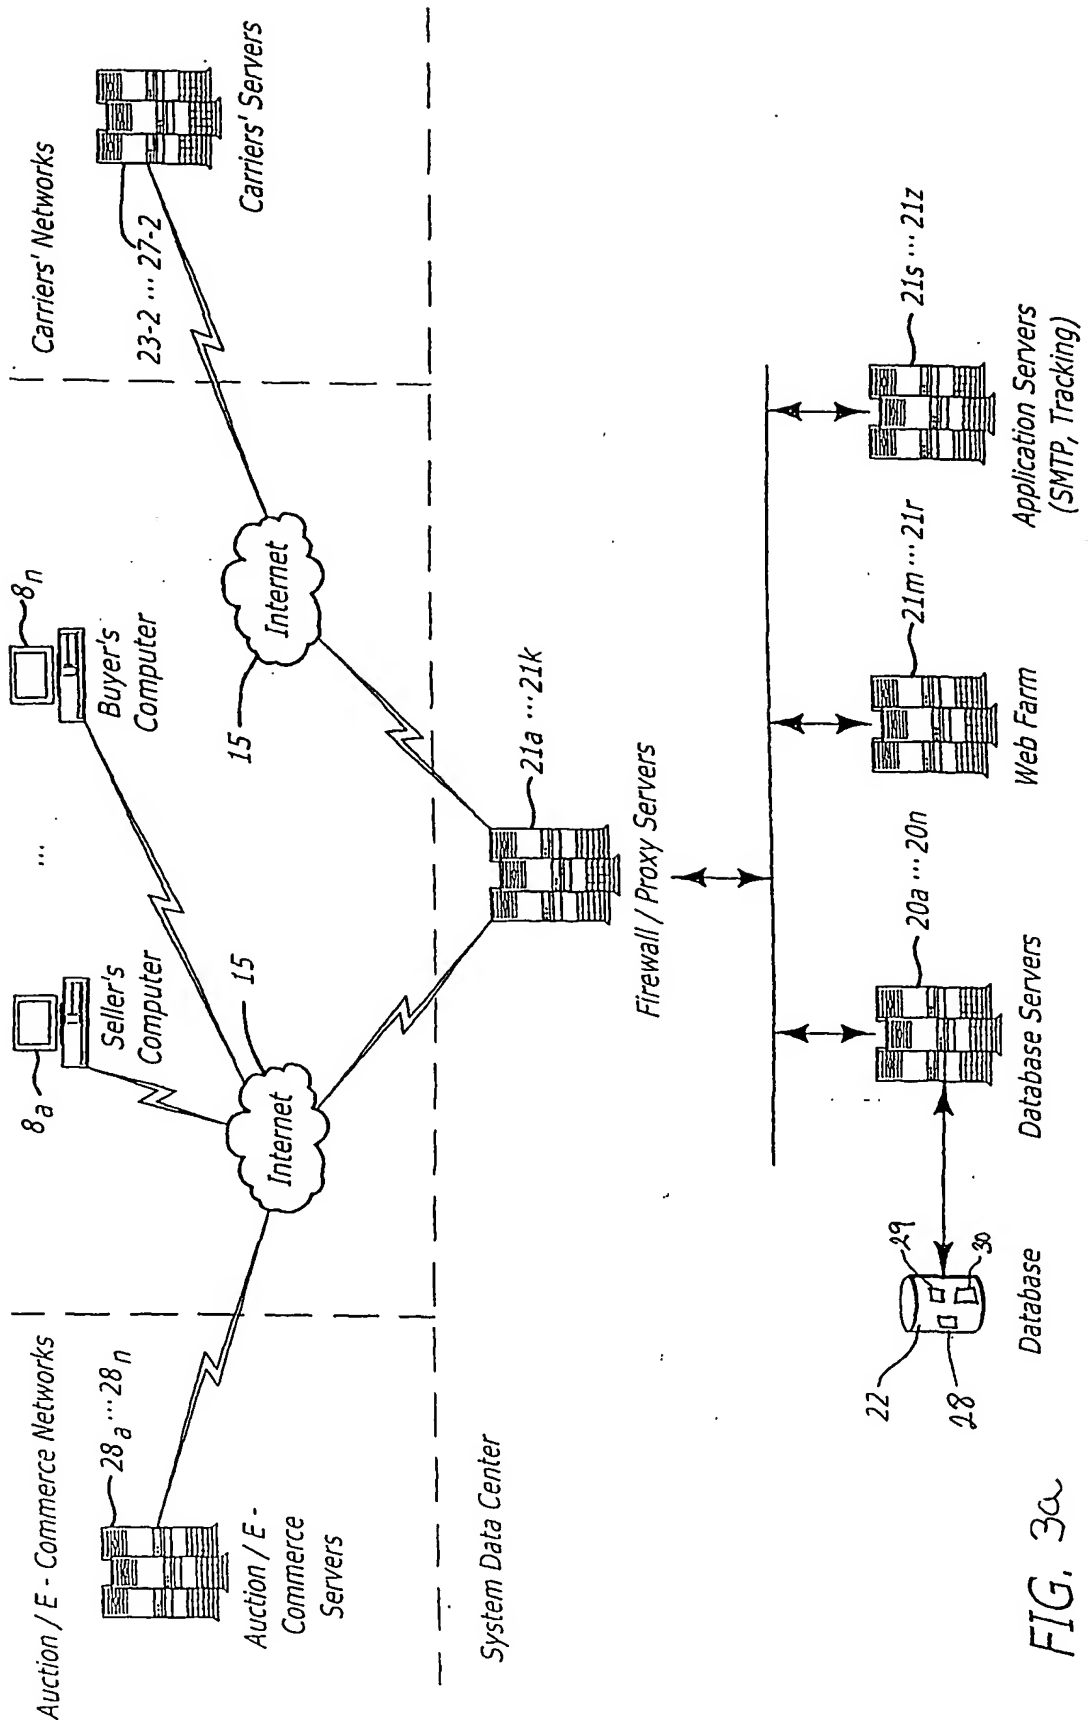 Auction / E - Commerce Networks
Carriers' Networks
8a
Seller's
Computer
...
8n
Buyer's
Computer
28a ... 28n
Auction / E -
Commerce
Servers
15
Internet
15
Internet
23-2 ... 27-2
Carriers' Servers
System Data Center
21a ... 21k
Firewall / Proxy Servers
22
28
29
30
Database
20a ... 20n
Database Servers
21m ... 21r
Web Farm
21s ... 21z
Application Servers
(SMTP, Tracking)
FIG. 3a